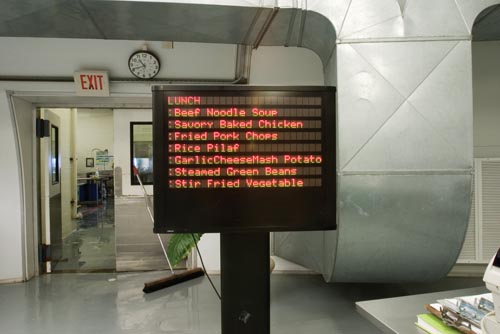 EXIT
LUNCH
:Beef Noodle Soup
:Savory Baked Chicken
:Fried Pork Chops
:Rice Pilaf
:GarlicCheeseMash Potato
:Steamed Green Beans
:Stir Fried Vegetable